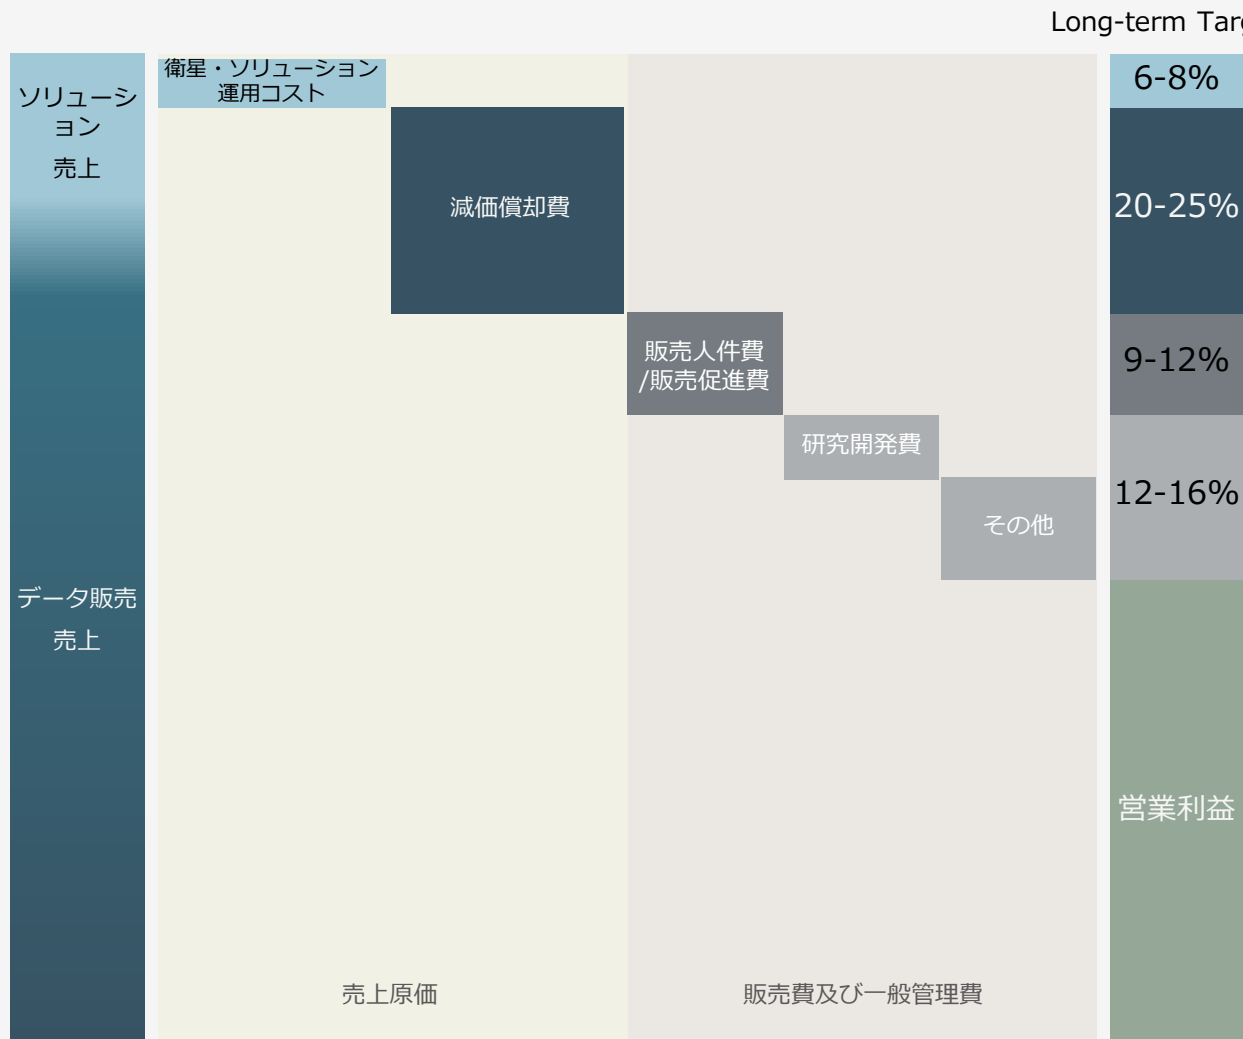 Long-term Targ
ソリューシ
ョン
売上
衛星・ソリューション
運用コスト
減価償却費
販売人件費
/販売促進費
研究開発費
その他
6-8%
20-25%
9-12%
12-16%
営業利益
データ販売
売上
売上原価
販売費及び一般管理費